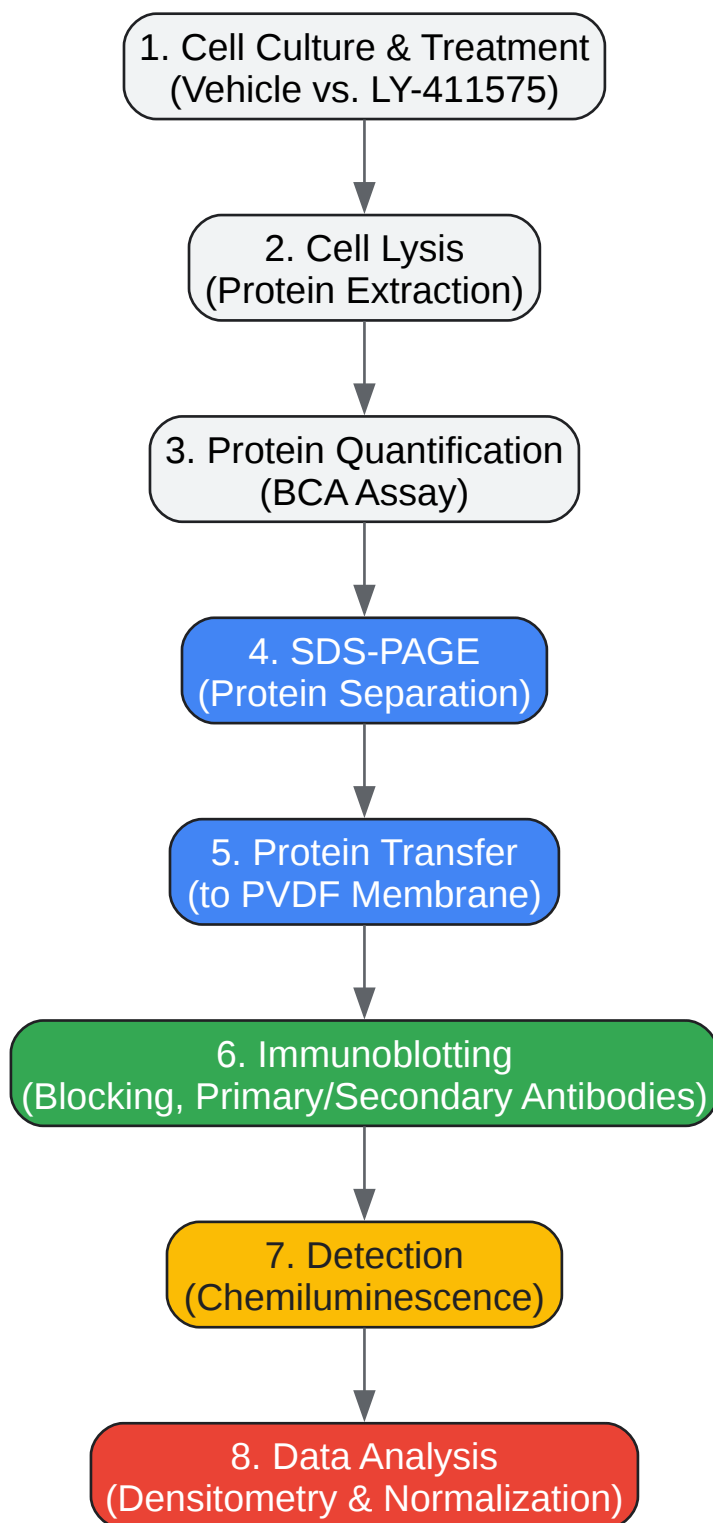 1. Cell Culture & Treatment
(Vehicle vs. LY-411575)
2. Cell Lysis
(Protein Extraction)
3. Protein Quantification
(BCA Assay)
4. SDS-PAGE
(Protein Separation)
5. Protein Transfer
(to PVDF Membrane)
6. Immunoblotting
(Blocking, Primary/Secondary Antibodies)
7. Detection
(Chemiluminescence)
8. Data Analysis
(Densitometry & Normalization)